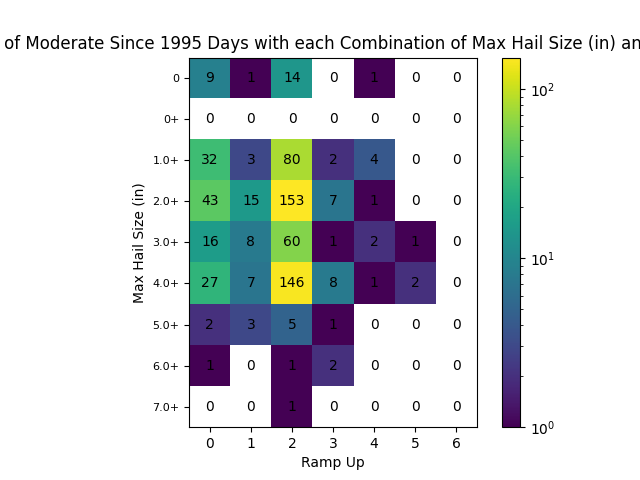 of Moderate Since 1995 Days with each Combination of Max Hail Size (in)
0 9 1 14 0 1 0 0
0+ 0 0 0 0 0 0 0
1.0+ 32 3 80 2 4 0 0
2.0+ 43 15 153 7 1 0 0
3.0+ 16 8 60 1 2 1 0
4.0+ 27 7 146 8 1 2 0
5.0+ 2 3 5 1 0 0 0
6.0+ 1 0 1 2 0 0 0
7.0+ 0 0 1 0 0 0 0
0 1 2 3 4 5 6
Ramp Up
Max Hail Size (in)
10²
10¹
10⁰